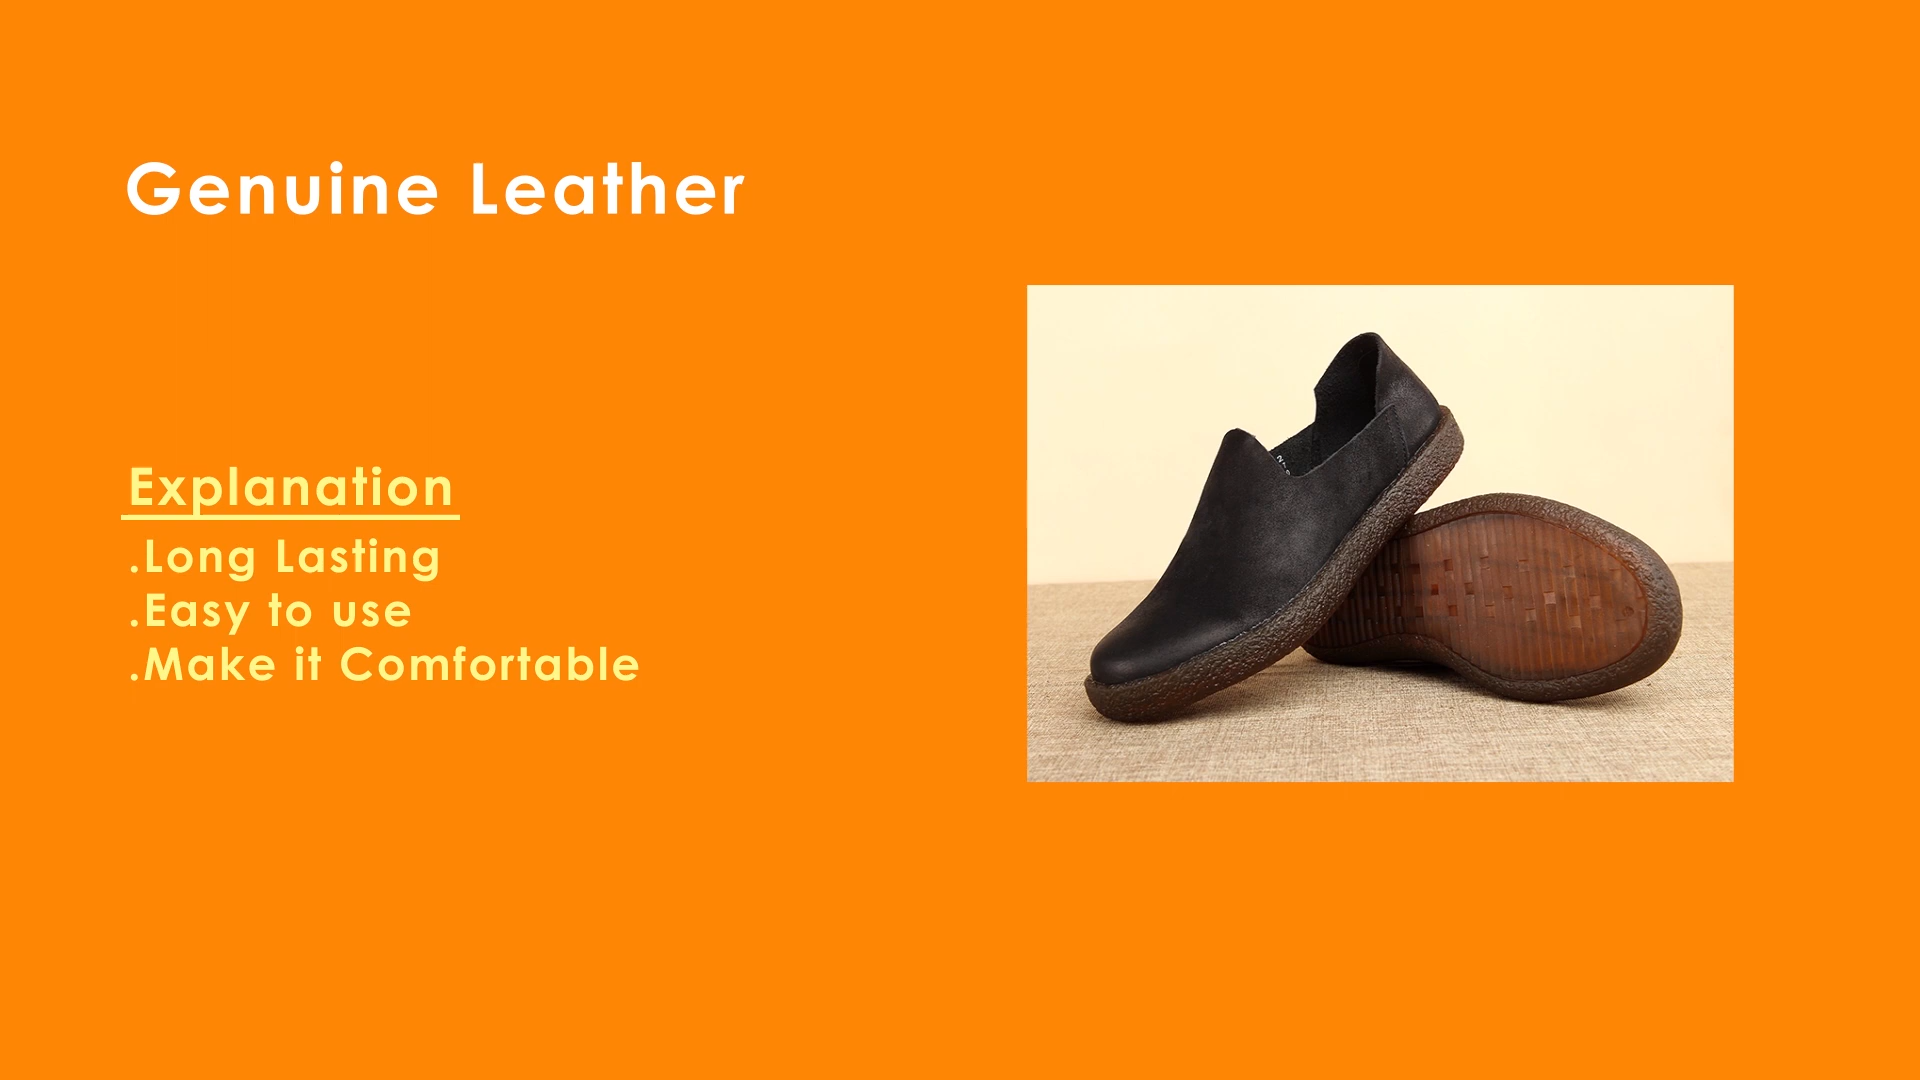 Genuine Leather
Explanation
.Long Lasting
.Easy to use
.Make it Comfortable